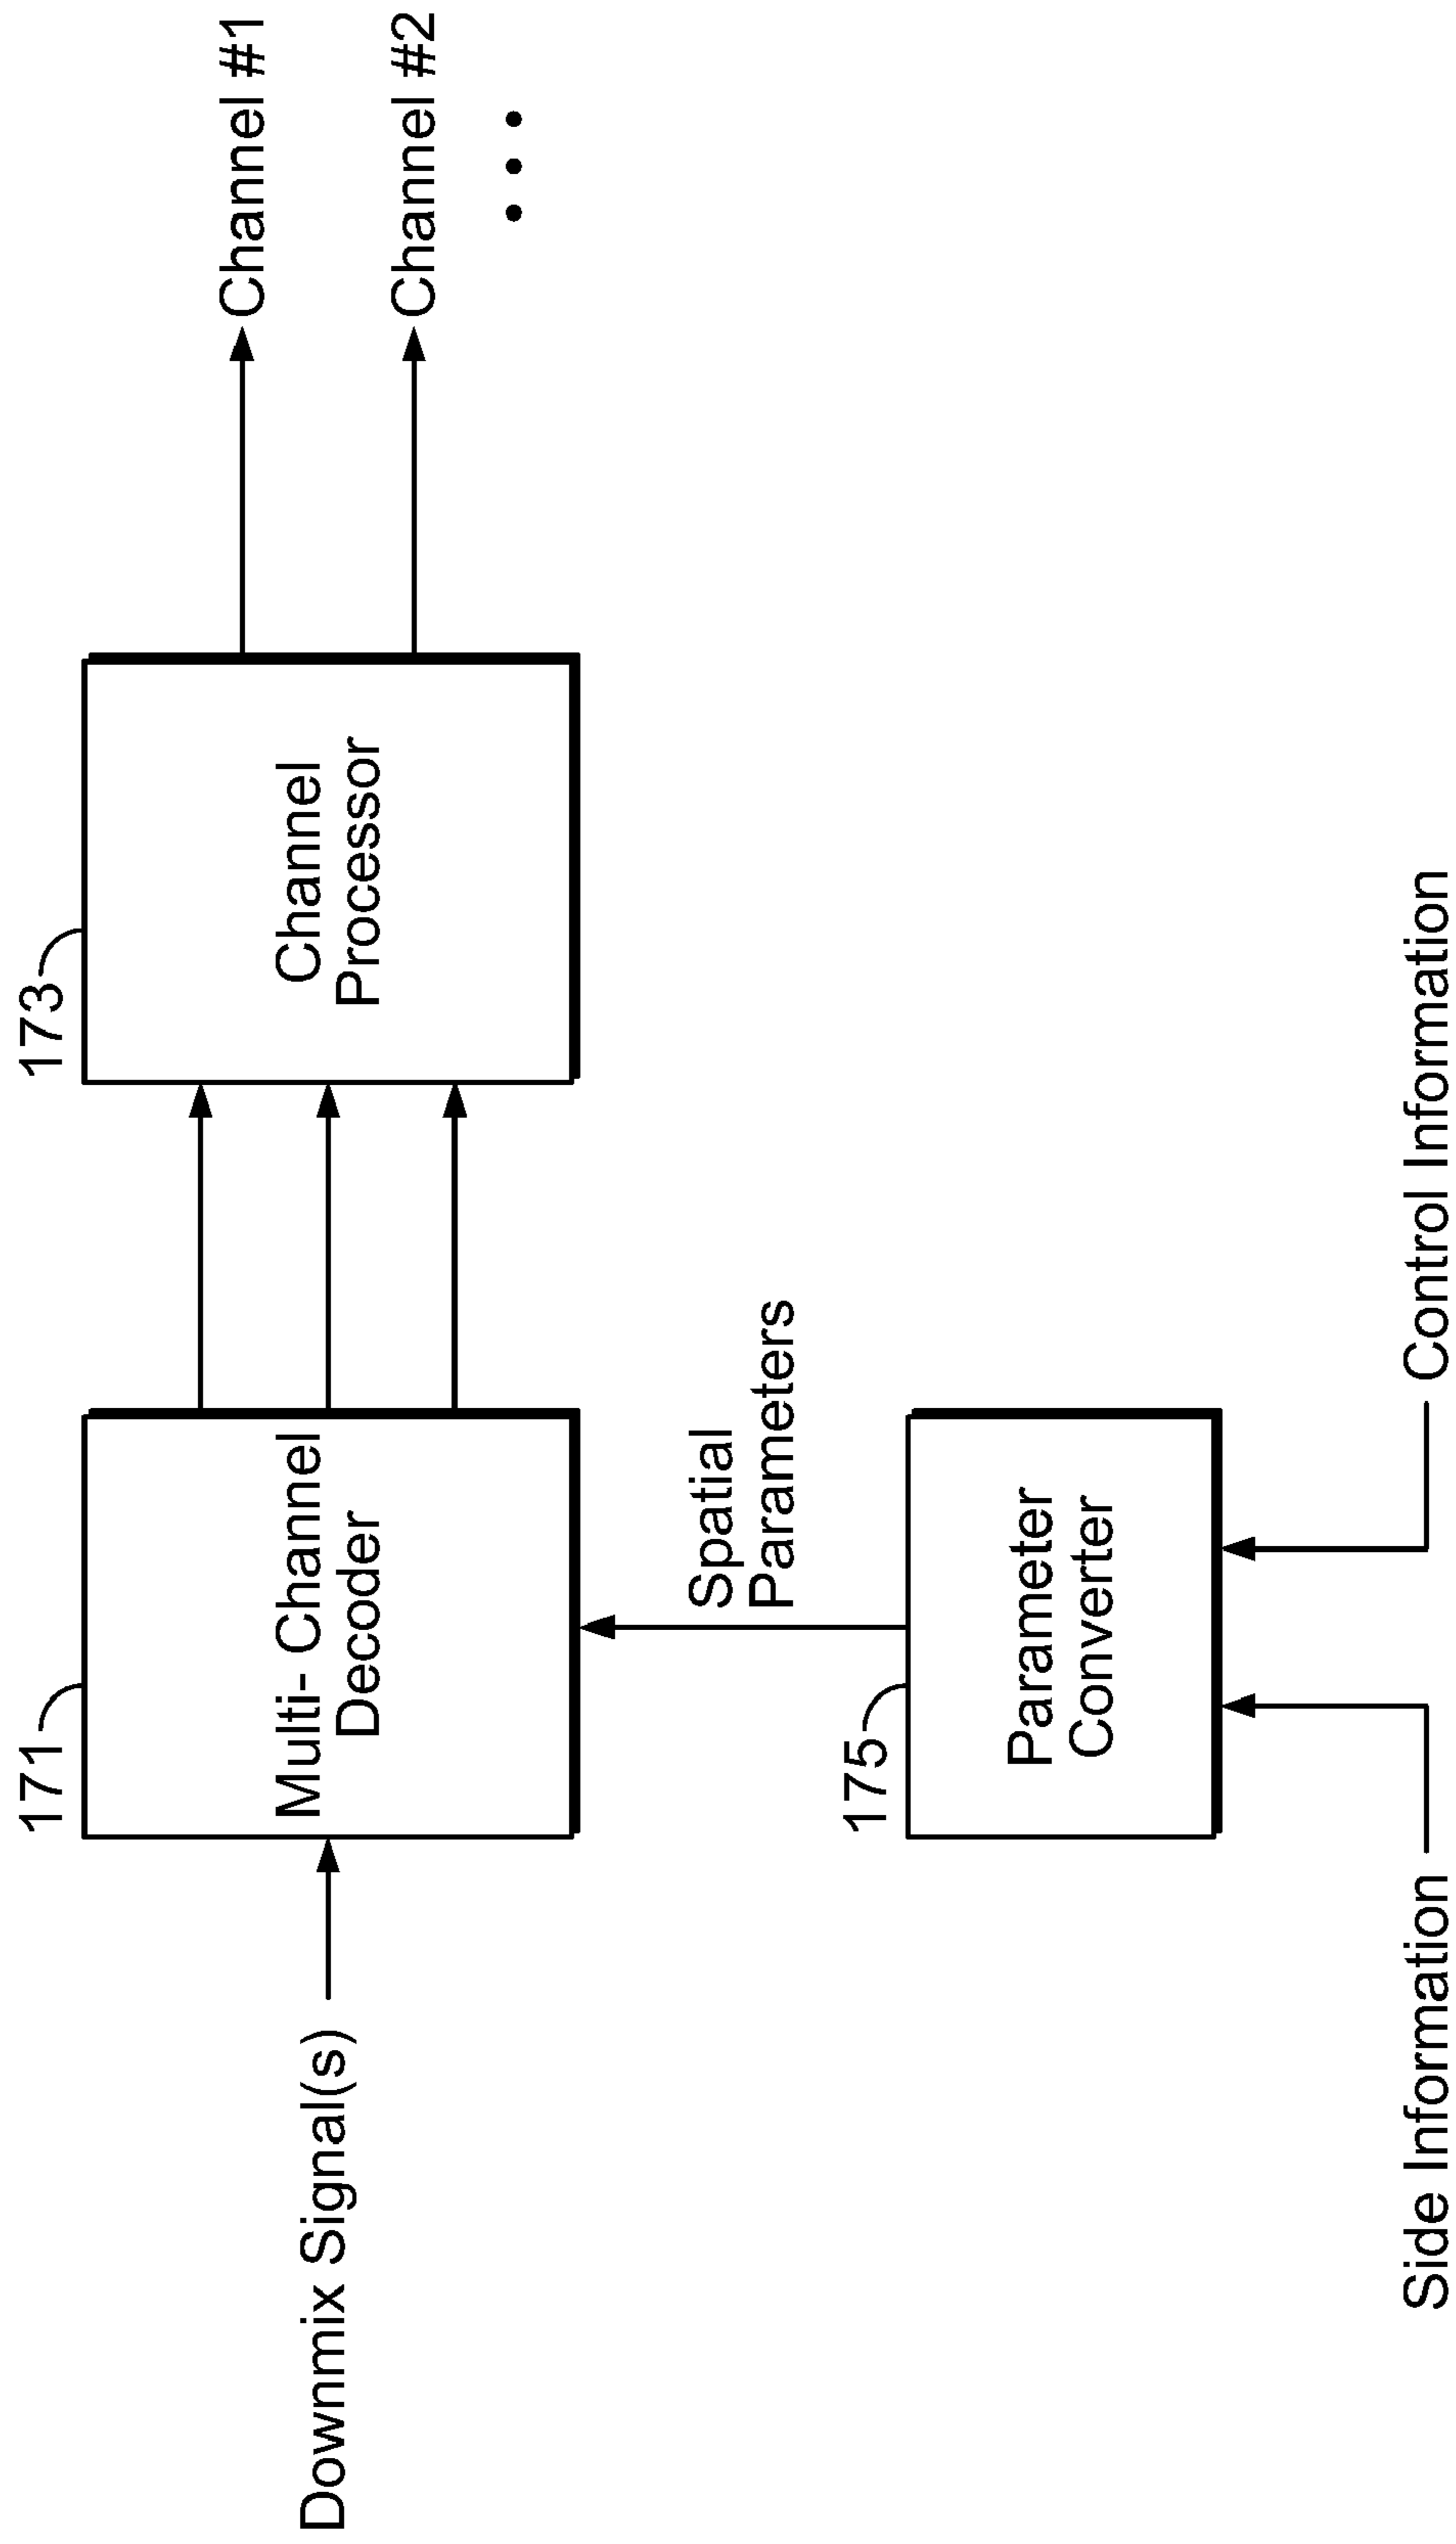 171
173
Downmix Signal(s)
Multi- Channel
Decoder
Channel
Processor
Channel #1
Channel #2
Spatial
Parameters
175
Parameter
Converter
Side Information
Control Information